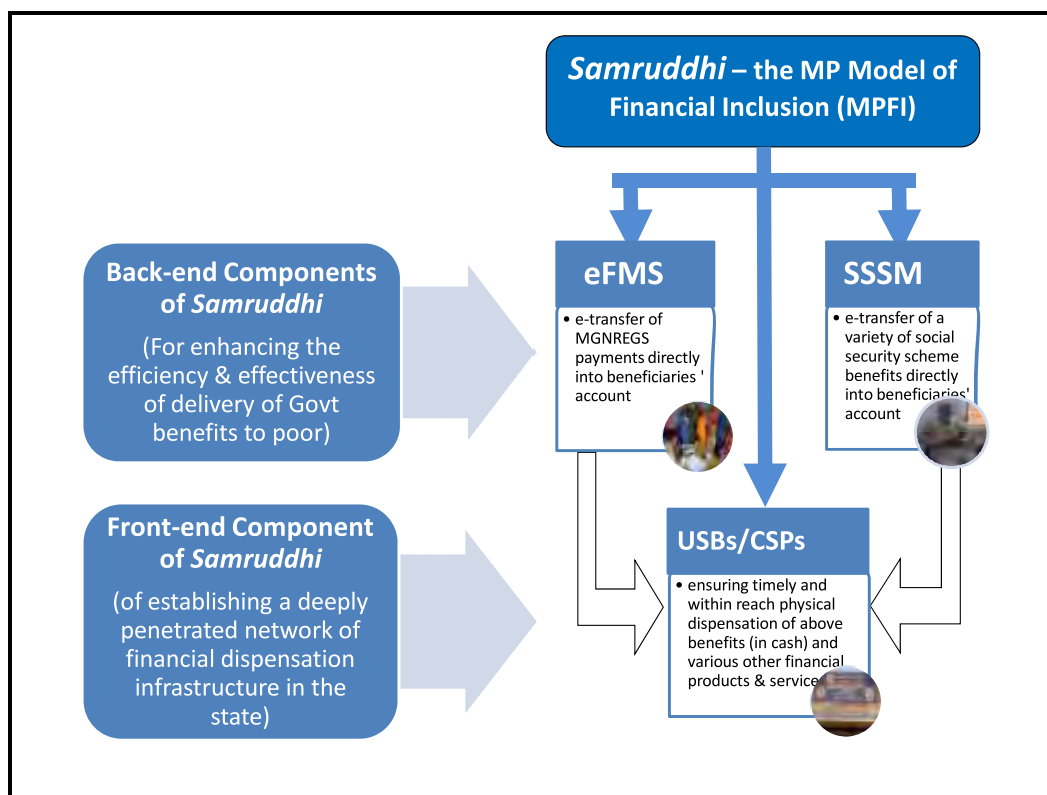 Samruddhi – the MP Model of
Financial Inclusion (MPFI)
Back-end Components
of Samruddhi
(For enhancing the
efficiency & effectiveness
of delivery of Govt
benefits to poor)
eFMS
• e-transfer of
MGNREGS
payments directly
into beneficiaries '
account
SSSM
• e-transfer of a
variety of social
security scheme
benefits directly
into beneficiaries'
account
Front-end Component
of Samruddhi
(of establishing a deeply
penetrated network of
financial dispensation
infrastructure in the
state)
USBs/CSPs
• ensuring timely and
within reach physical
dispensation of above
benefits (in cash) and
various other financial
products & service